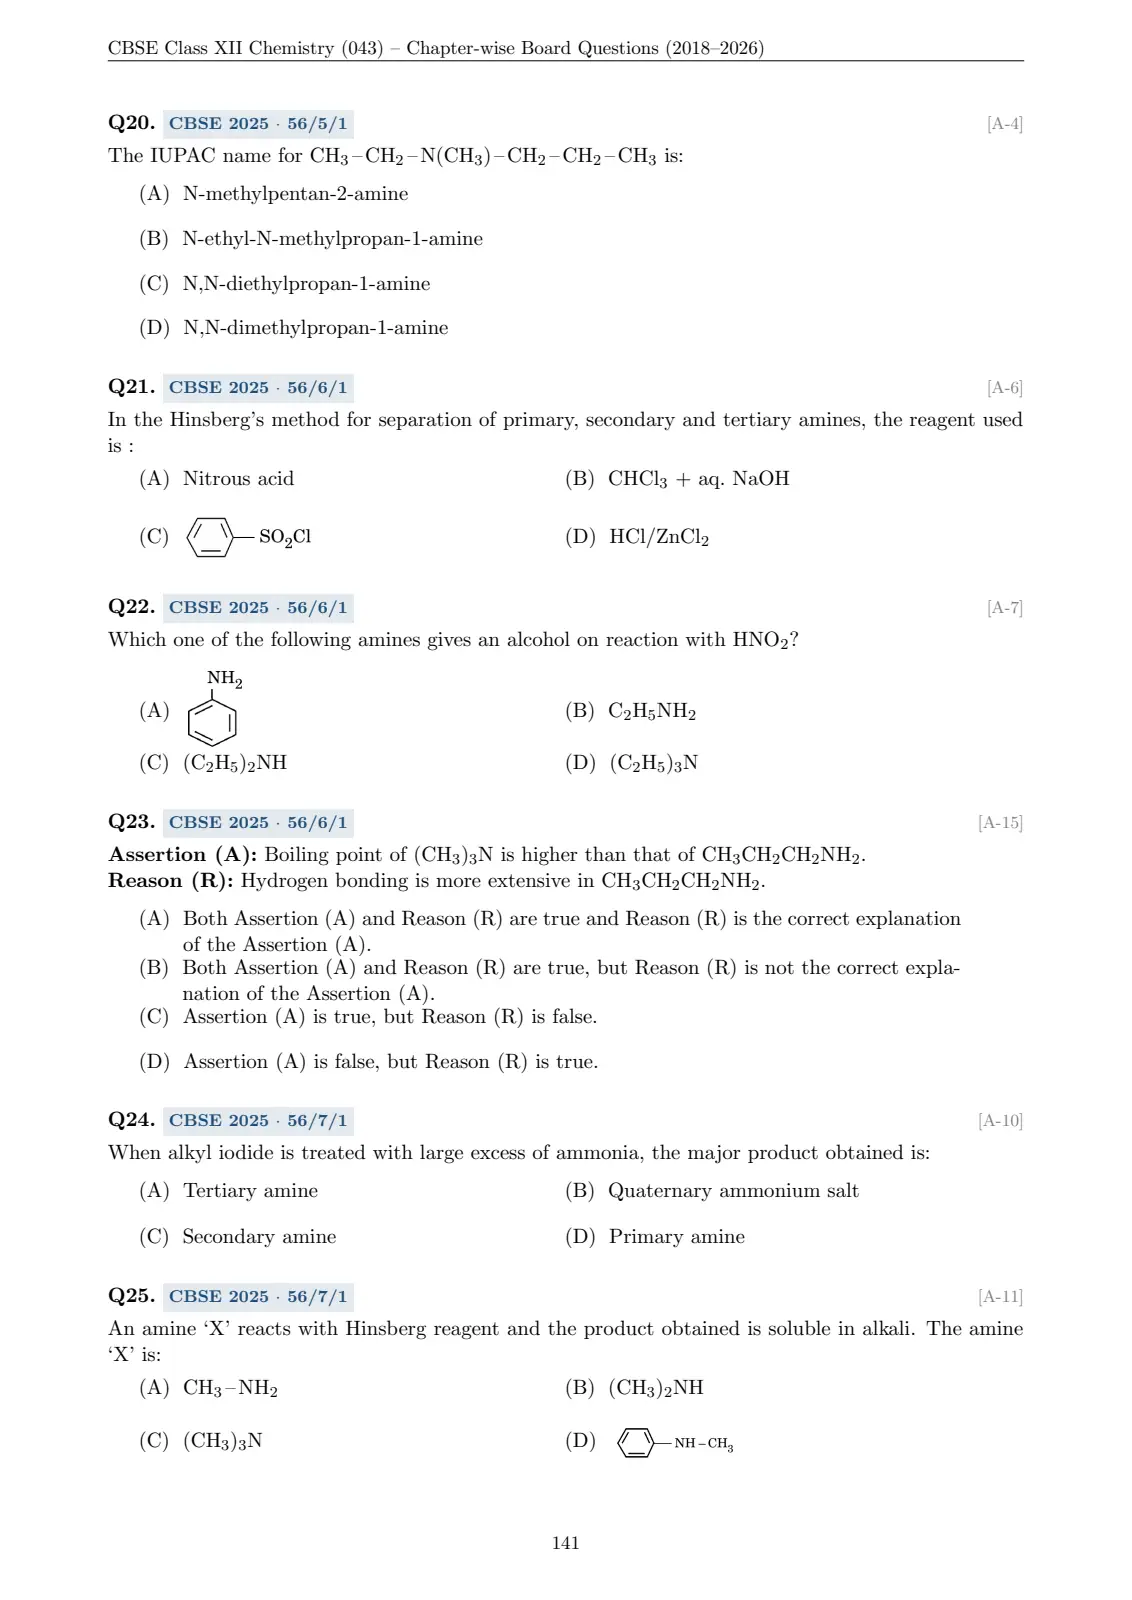 CBSE Class XII Chemistry (043) – Chapter-wise Board Questions (2018–2026)
Q20. CBSE 2025 · 56/5/1 [A-4]
The IUPAC name for CH₃–CH₂–N(CH₃)–CH₂–CH₂–CH₃ is:
(A) N-methylpentan-2-amine
(B) N-ethyl-N-methylpropan-1-amine
(C) N,N-diethylpropan-1-amine
(D) N,N-dimethylpropan-1-amine
Q21. CBSE 2025 · 56/6/1 [A-6]
In the Hinsberg's method for separation of primary, secondary and tertiary amines, the reagent used
is :
(A) Nitrous acid (B) CHCl₃ + aq. NaOH
(C) SO₂Cl (D) HCl/ZnCl₂
Q22. CBSE 2025 · 56/6/1 [A-7]
Which one of the following amines gives an alcohol on reaction with HNO₂?
NH₂
(A) (B) C₂H₅NH₂
(C) (C₂H₅)₂NH (D) (C₂H₅)₃N
Q23. CBSE 2025 · 56/6/1 [A-15]
Assertion (A): Boiling point of (CH₃)₃N is higher than that of CH₃CH₂CH₂NH₂.
Reason (R): Hydrogen bonding is more extensive in CH₃CH₂CH₂NH₂.
(A) Both Assertion (A) and Reason (R) are true and Reason (R) is the correct explanation
of the Assertion (A).
(B) Both Assertion (A) and Reason (R) are true, but Reason (R) is not the correct expla-
nation of the Assertion (A).
(C) Assertion (A) is true, but Reason (R) is false.
(D) Assertion (A) is false, but Reason (R) is true.
Q24. CBSE 2025 · 56/7/1 [A-10]
When alkyl iodide is treated with large excess of ammonia, the major product obtained is:
(A) Tertiary amine (B) Quaternary ammonium salt
(C) Secondary amine (D) Primary amine
Q25. CBSE 2025 · 56/7/1 [A-11]
An amine ‘X’ reacts with Hinsberg reagent and the product obtained is soluble in alkali. The amine
‘X’ is:
(A) CH₃–NH₂ (B) (CH₃)₂NH
(C) (CH₃)₃N (D) NH–CH₃
141